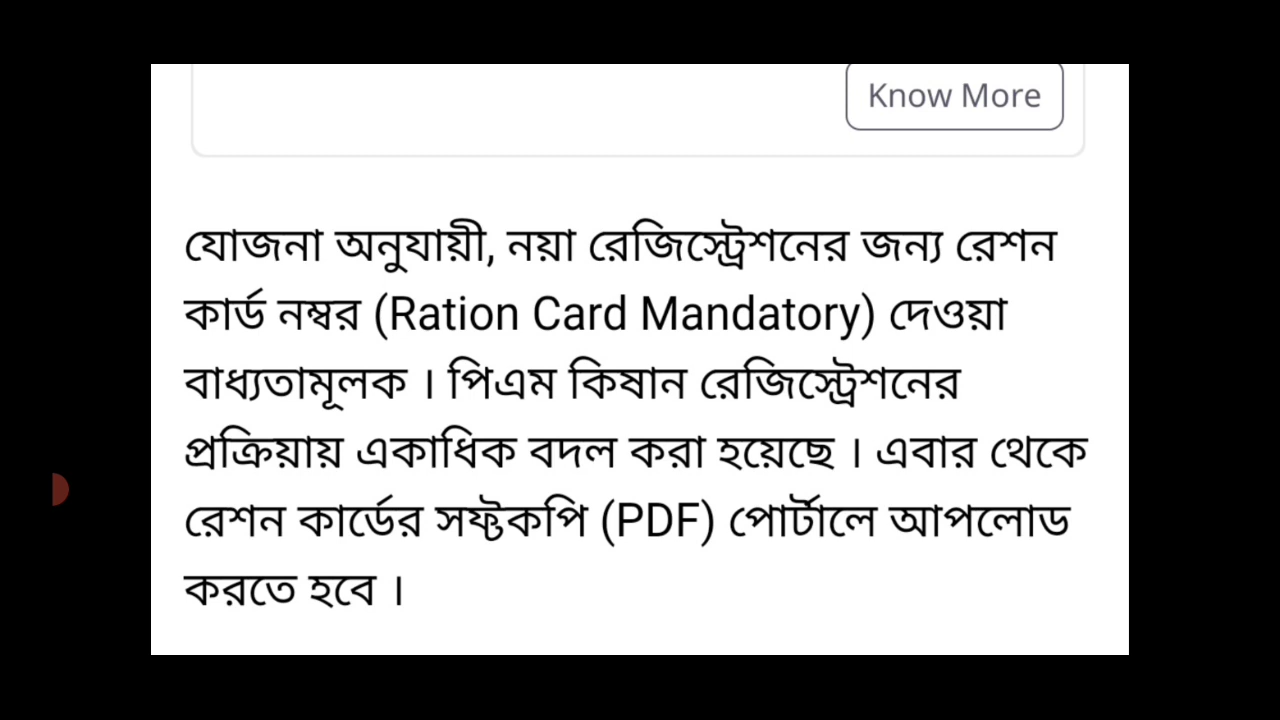 Know More
যোজনা অনুযায়ী, নয়া রেজিস্ট্রেশনের জন্য রেশন
কার্ড নম্বর (Ration Card Mandatory) দেওয়া
বাধ্যতামূলক । পিএম কিষান রেজিস্ট্রেশনের
প্রক্রিয়ায় একাধিক বদল করা হয়েছে । এবার থেকে
রেশন কার্ডের সফ্টকপি (PDF) পোর্টালে আপলোড
করতে হবে ।